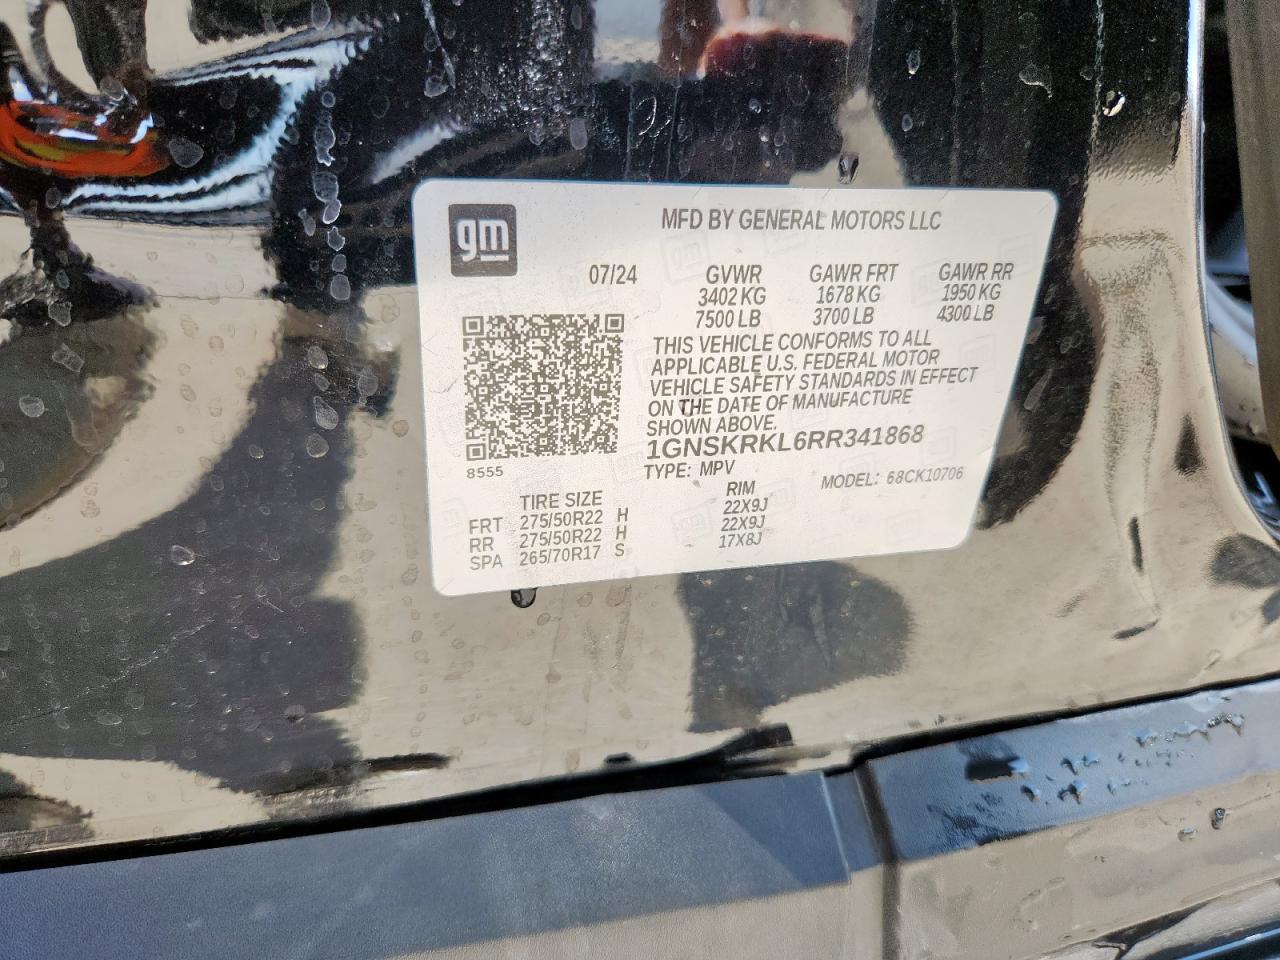 gm
MFD BY GENERAL MOTORS LLC
07/24 GVWR GAWR FRT GAWR RR
3402 KG 1678 KG 1950 KG
7500 LB 3700 LB 4300 LB
THIS VEHICLE CONFORMS TO ALL
APPLICABLE U.S. FEDERAL MOTOR
VEHICLE SAFETY STANDARDS IN EFFECT
ON THE DATE OF MANUFACTURE
SHOWN ABOVE.
1GNSKRKL6RR341868
8555
TYPE: MPV MODEL: 68CK10706
TIRE SIZE RIM
FRT 275/50R22 H 22X9J
RR 275/50R22 H 22X9J
SPA 265/70R17 S 17X8J